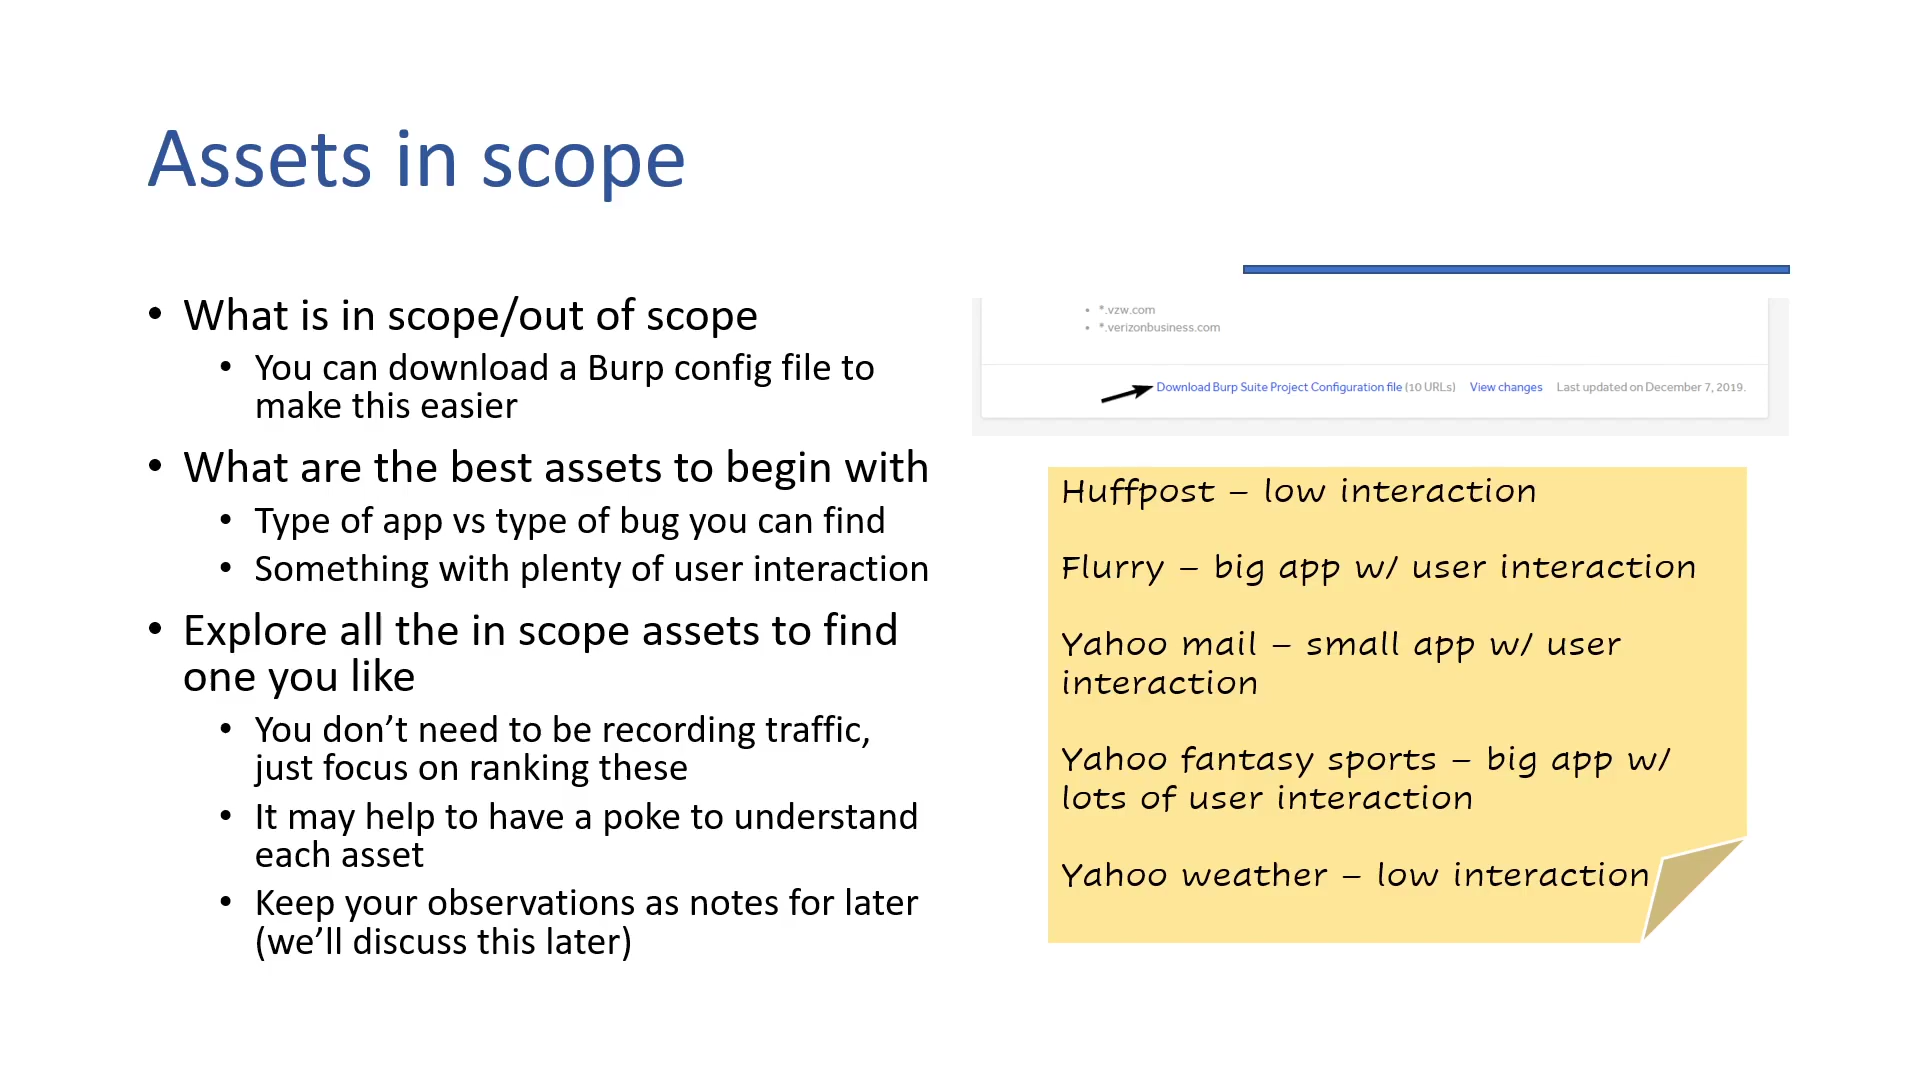 Assets in scope
• What is in scope/out of scope
• You can download a Burp config file to
make this easier
• What are the best assets to begin with
• Type of app vs type of bug you can find
• Something with plenty of user interaction
• Explore all the in scope assets to find
one you like
• You don’t need to be recording traffic,
just focus on ranking these
• It may help to have a poke to understand
each asset
• Keep your observations as notes for later
(we’ll discuss this later)
• *.vzw.com
• *.verizonbusiness.com
Download Burp Suite Project Configuration file (10 URLs) View changes Last updated on December 7, 2019.
Huffpost – low interaction
Flurry – big app w/ user interaction
Yahoo mail – small app w/ user
interaction
Yahoo fantasy sports – big app w/
lots of user interaction
Yahoo weather – low interaction